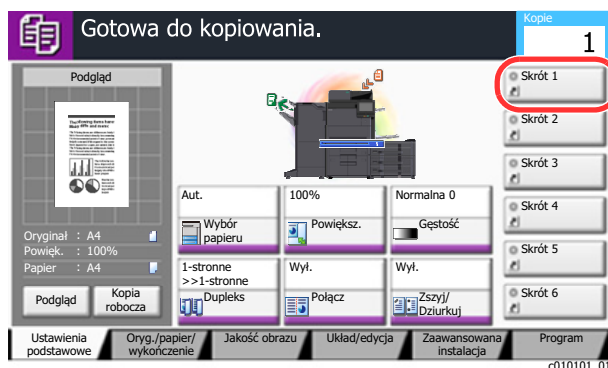 Gotowa do kopiowania.
Kopie
1
Podgląd
Skrót 1
Skrót 2
Skrót 3
Skrót 4
Skrót 5
Skrót 6
1
Aut.
100%
Normalna 0
Wybór
papieru
Powiększ.
Gęstość
Oryginał : A4
Powięk. : 100%
Papier : A4
1-stronne
>>1-stronne
Wył.
Wył.
Dupleks
Połącz
Zszyj/
Dziurkuj
Podgląd
Kopia
robocza
Ustawienia
podstawowe
Oryg./papier/
wykończenie
Jakość obrazu
Układ/edycja
Zaawansowana
instalacja
Program
c010101_01